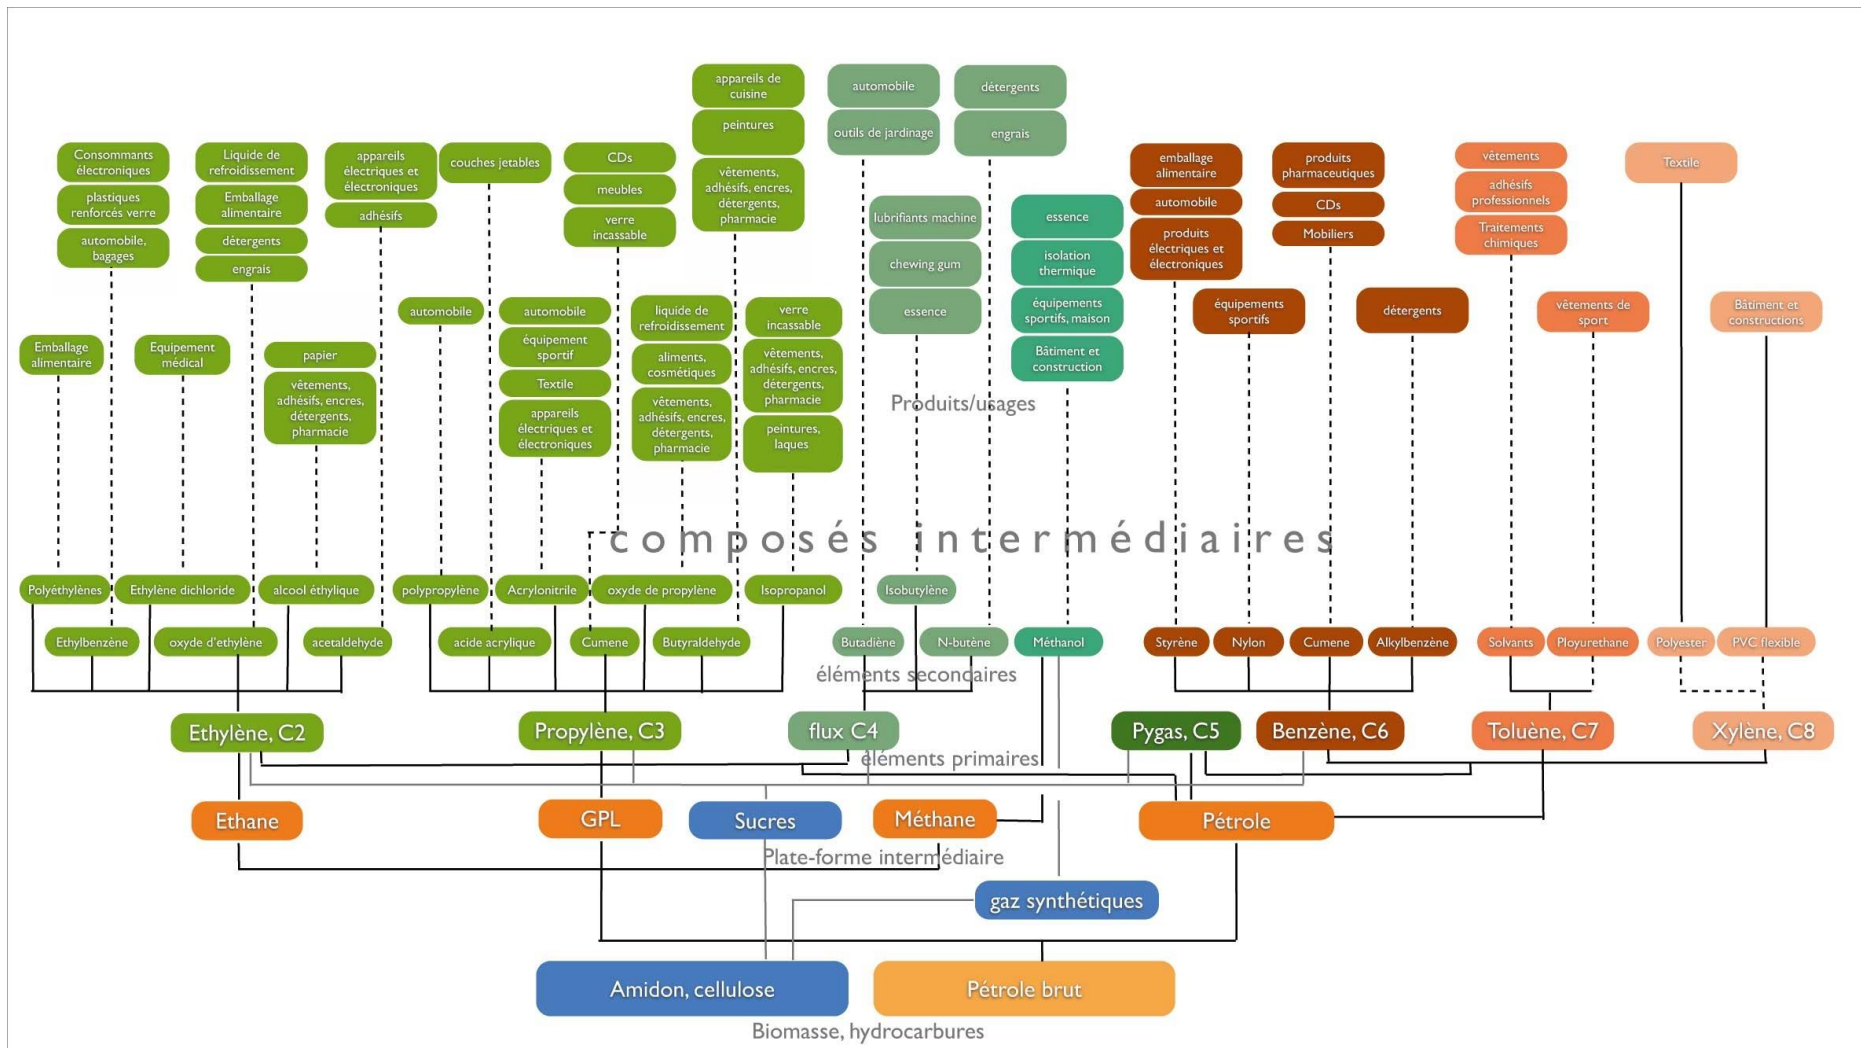 appareils de
cuisine
peintures
vêtements,
adhésifs, encres,
détergents,
pharmacie
automobile
outils de jardinage
détergents
engrais
Consommants
électroniques
plastiques
renforcés verre
automobile,
bagages
Liquide de
refroidissement
Emballage
alimentaire
détergents
engrais
appareils
électriques et
électroniques
adhésifs
couches jetables
CDs
meubles
verre
incassable
lubrifiants machine
chewing gum
essence
essence
isolation
thermique
équipements
sportifs, maison
Bâtiment et
construction
emballage
alimentaire
automobile
produits
électriques et
électroniques
produits
pharmaceutiques
CDs
Mobiliers
vêtements
adhésifs
professionnels
Traitements
chimiques
Textile
Emballage
alimentaire
Equipement
médical
papier
vêtements,
adhésifs, encres,
détergents,
pharmacie
automobile
automobile
équipement
sportif
Textile
appareils
électriques et
électroniques
liquide de
refroidissement
aliments,
cosmétiques
vêtements,
adhésifs, encres,
détergents,
pharmacie
verre
incassable
vêtements,
adhésifs, encres,
détergents,
pharmacie
peintures,
laques
équipements
sportifs
détergents
vêtements de
sport
Bâtiment et
constructions
Produits/usages
composés intermédiaires
Polyéthylènes
Ethylène dichloride
alcool éthylique
polypropylène
Acrylonitrile
oxyde de propylène
Isopropanol
Isobutylène
Ethylbenzène
oxyde d'ethylène
acetaldehyde
acide acrylique
Cumene
Butyraldehyde
Butadiène
N-butène
Méthanol
Styrène
Nylon
Cumene
Alkylbenzène
Solvants
Ployurethane
Polyester
PVC flexible
éléments secondaires
Ethylène, C2
Propylène, C3
flux C4
Pygas, C5
Benzène, C6
Toluène, C7
Xylène, C8
éléments primaires
Ethane
GPL
Sucres
Méthane
Pétrole
Plate-forme intermédiaire
gaz synthétiques
Amidon, cellulose
Pétrole brut
Biomasse, hydrocarbures